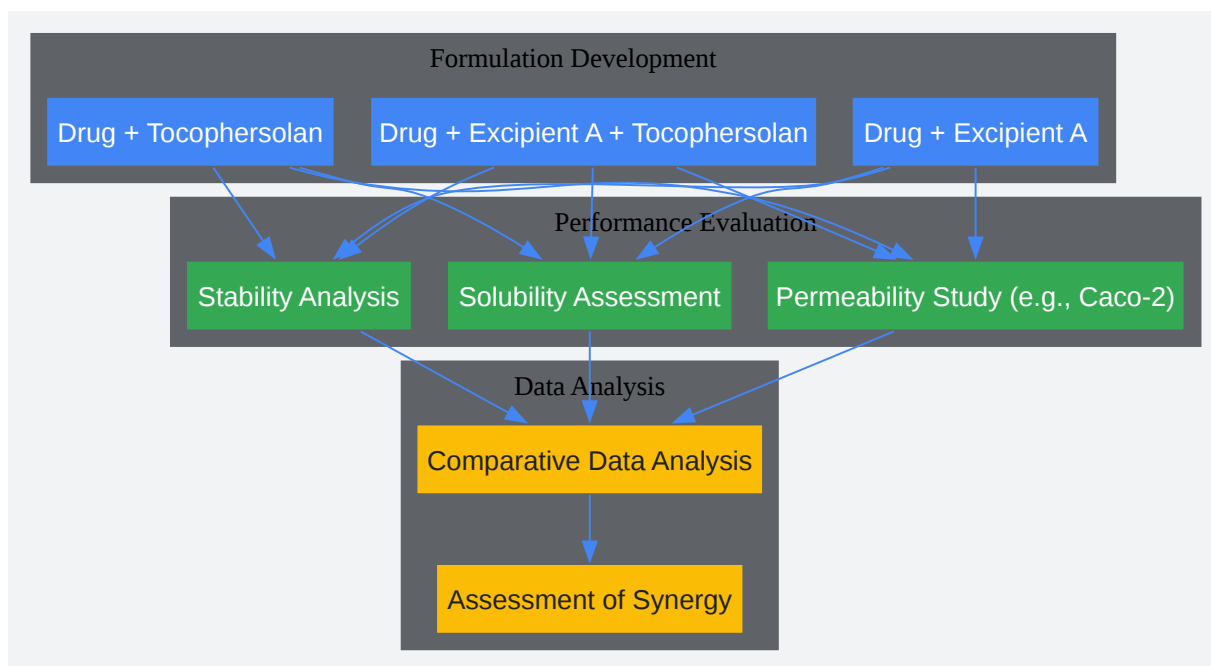 Formulation Development
Drug + Tocophersolan
Drug + Excipient A + Tocophersolan
Drug + Excipient A
Performance Evaluation
Stability Analysis
Solubility Assessment
Permeability Study (e.g., Caco-2)
Data Analysis
Comparative Data Analysis
Assessment of Synergy